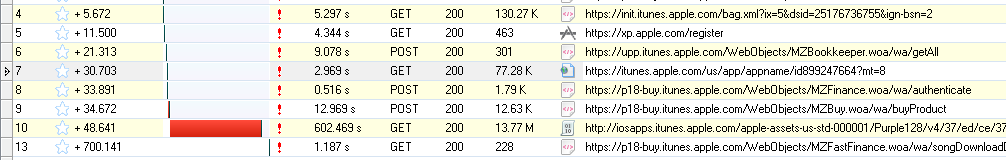 4 + 5.672 ! 5.297 s GET 200 130.27 K https://init.itunes.apple.com/bag.xml?ix=5&dsid=25176736755&ign-bsn=2
5 + 11.500 ! 4.344 s GET 200 463 https://xp.apple.com/register
6 + 21.313 ! 9.078 s POST 200 301 https://upp.itunes.apple.com/WebObjects/MZBookkeeper.woa/wa/getAll
7 + 30.703 ! 2.969 s GET 200 77.28 K https://itunes.apple.com/us/app/appname/id899247664?mt=8
8 + 33.891 ! 0.516 s POST 200 1.79 K https://p18-buy.itunes.apple.com/WebObjects/MZFinance.woa/wa/authenticate
9 + 34.672 ! 12.969 s POST 200 12.63 K https://p18-buy.itunes.apple.com/WebObjects/MZBuy.woa/wa/buyProduct
10 + 48.641 ! 602.469 s GET 200 13.77 M http://iosapps.itunes.apple.com/apple-assets-us-std-000001/Purple128/v4/37/ed/ce/37
13 + 700.141 ! 1.187 s GET 200 228 https://p18-buy.itunes.apple.com/WebObjects/MZFastFinance.woa/wa/songDownload